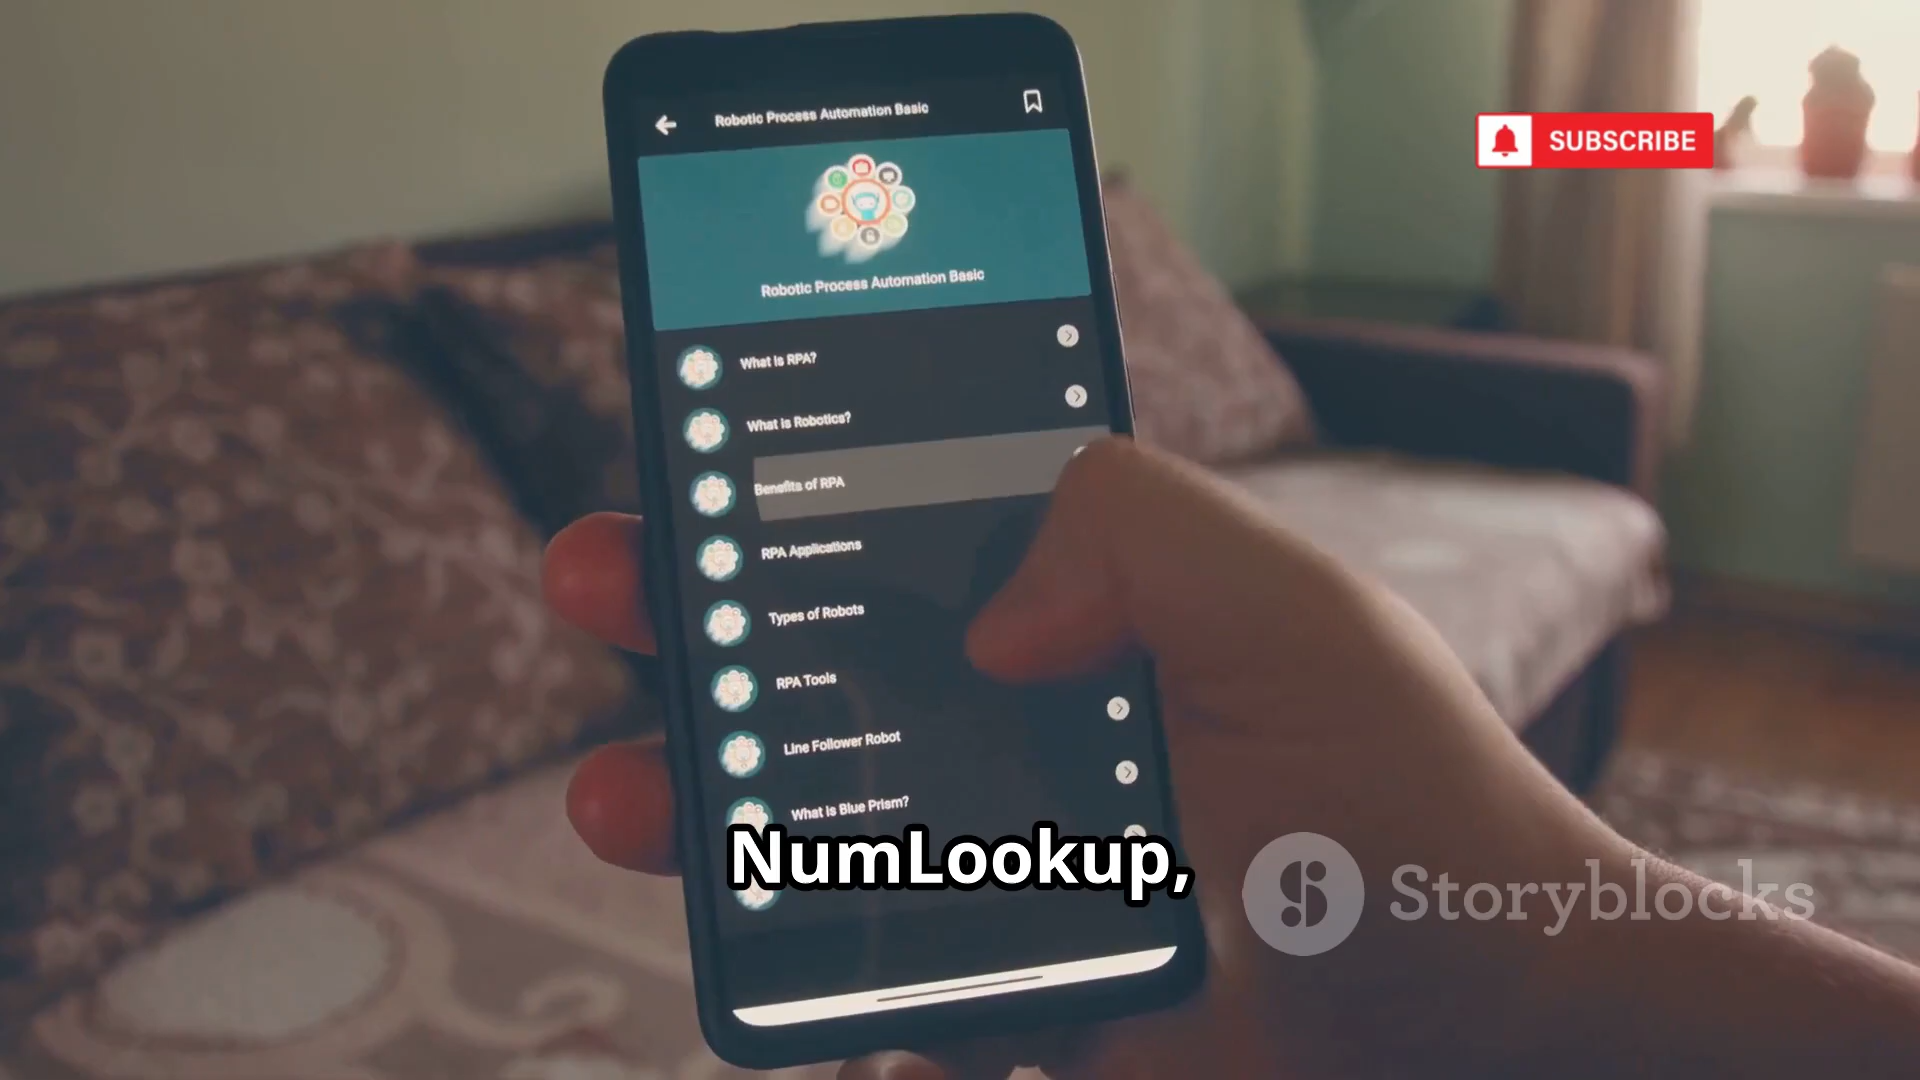 Robotic Process Automation Basic
SUBSCRIBE
Robotic Process Automation Basic
What is RPA?
What is Robotics?
Benefits of RPA
RPA Applications
Types of Robots
RPA Tools
Line Follower Robot
What is Blue Prism?
NumLookup,
Storyblocks